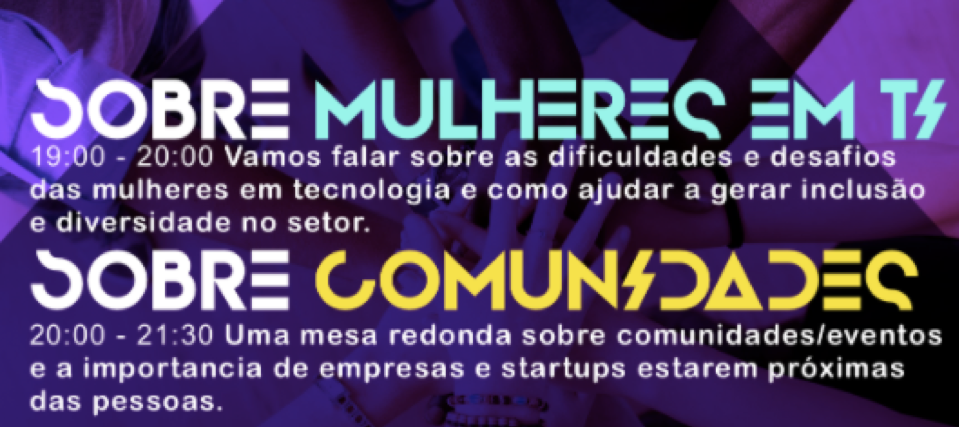 SOBRE MULHERES EM TI
19:00 - 20:00 Vamos falar sobre as dificuldades e desafios
das mulheres em tecnologia e como ajudar a gerar inclusão
e diversidade no setor.
SOBRE COMUNIDADES
20:00 - 21:30 Uma mesa redonda sobre comunidades/eventos
e a importancia de empresas e startups estarem próximas
das pessoas.